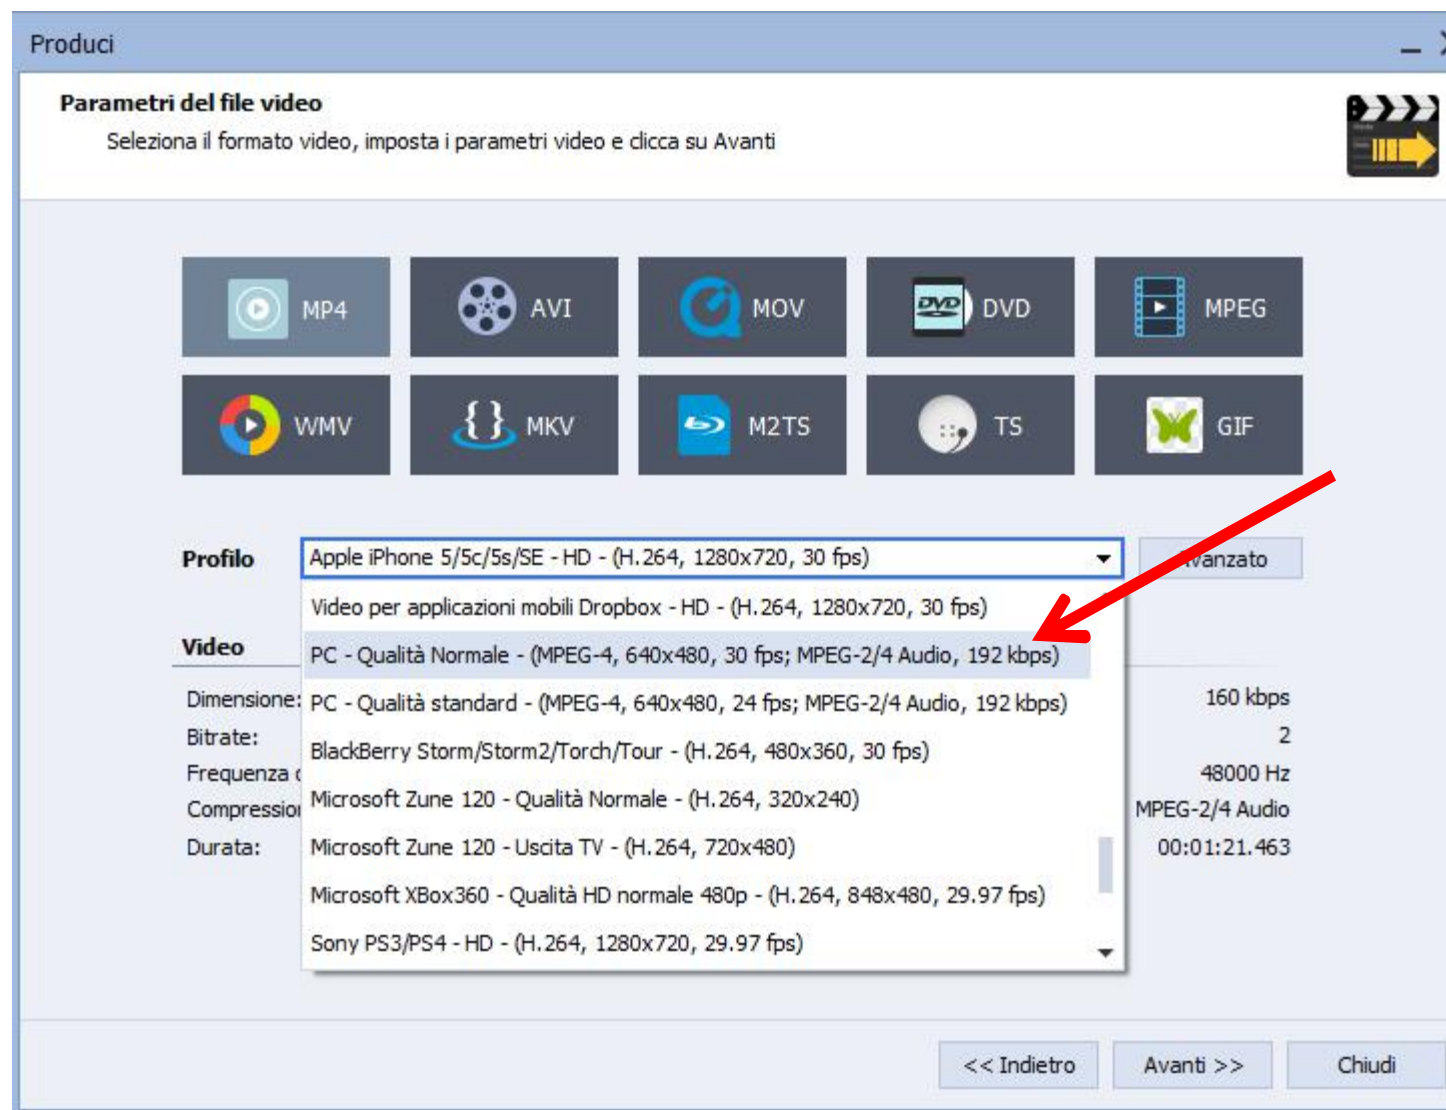 Produci
Parametri del file video
Seleziona il formato video, imposta i parametri video e clicca su Avanti
MP4
AVI
MOV
DVD
DVD
MPEG
WMV
MKV
M2TS
TS
GIF
Profilo
Apple iPhone 5/5c/5s/SE - HD - (H.264, 1280x720, 30 fps)
Avanzato
Video per applicazioni mobili Dropbox - HD - (H.264, 1280x720, 30 fps)
Video
PC - Qualità Normale - (MPEG-4, 640x480, 30 fps; MPEG-2/4 Audio, 192 kbps)
Dimensione:
PC - Qualità standard - (MPEG-4, 640x480, 24 fps; MPEG-2/4 Audio, 192 kbps)
160 kbps
Bitrate:
2
BlackBerry Storm/Storm2/Torch/Tour - (H.264, 480x360, 30 fps)
Frequenza
48000 Hz
Microsoft Zune 120 - Qualità Normale - (H.264, 320x240)
MPEG-2/4 Audio
Durata:
Microsoft Zune 120 - Uscita TV - (H.264, 720x480)
00:01:21.463
Microsoft XBox360 - Qualità HD normale 480p - (H.264, 848x480, 29.97 fps)
Sony PS3/PS4 - HD - (H.264, 1280x720, 29.97 fps)
<< Indietro
Avanti >>
Chiudi